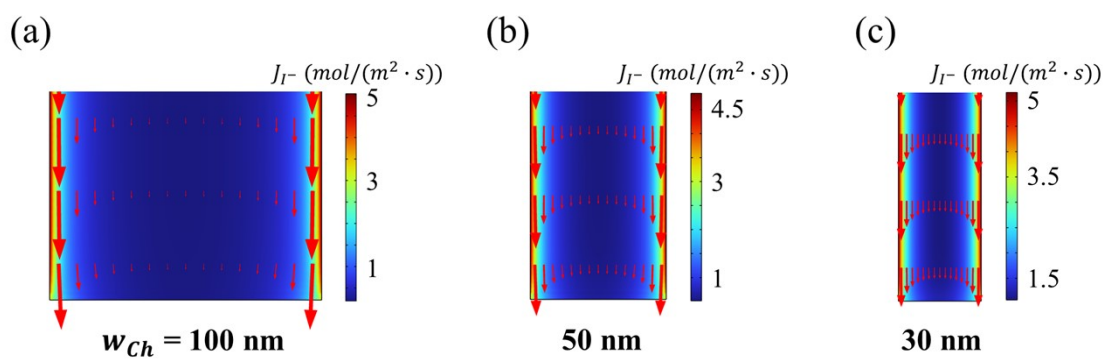 (a)
J_{I^-} (mol/(m^2 · s))
5
3
1
w_{Ch} = 100 nm
(b)
J_{I^-} (mol/(m^2 · s))
4.5
3
1
50 nm
(c)
J_{I^-} (mol/(m^2 · s))
5
3.5
1.5
30 nm